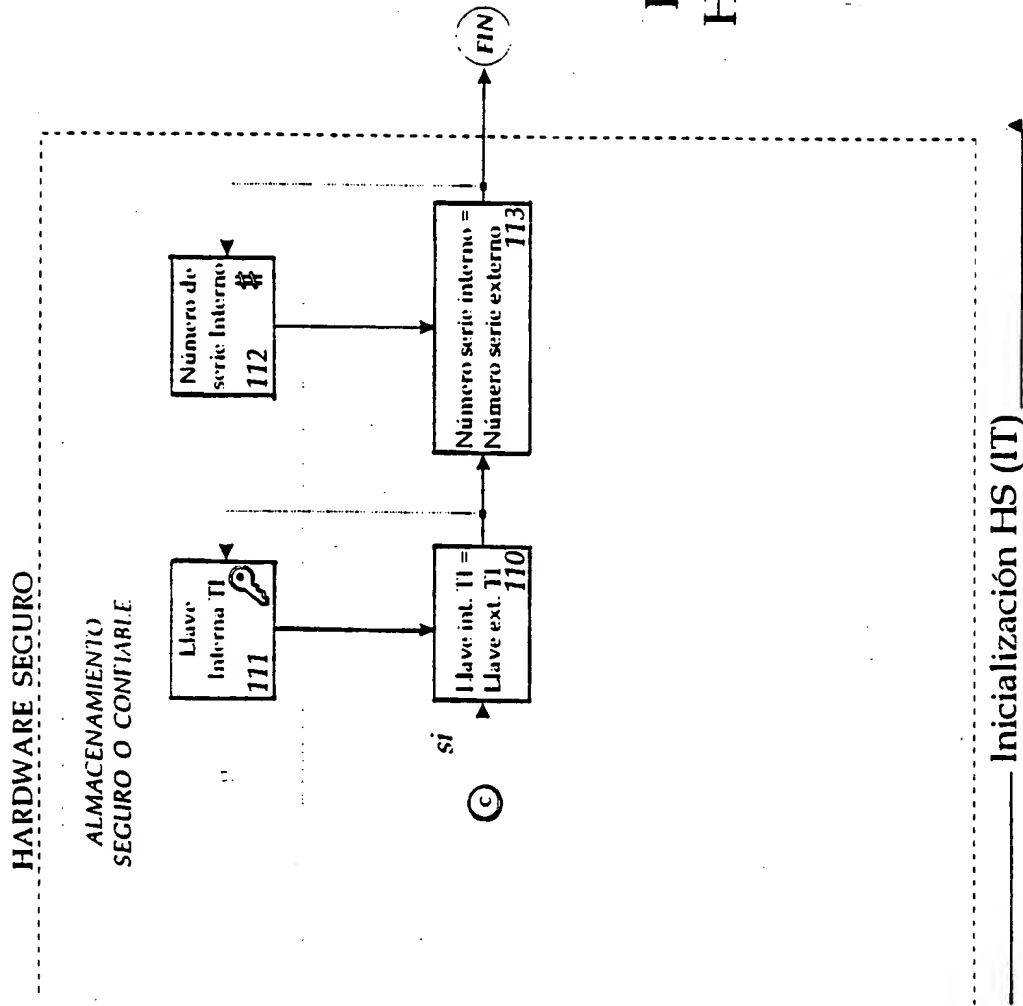 HARDWARE SEGURO
ALMACENAMIENTO
SEGURO O CONFIABLE
Llave
Interna TI
111
Número de
serie Interno
112 #
C
si
Llave int. TI =
Llave ext. TI
110
Número serie interno =
Número serie externo
113
FIN
Inicialización HS (IT)